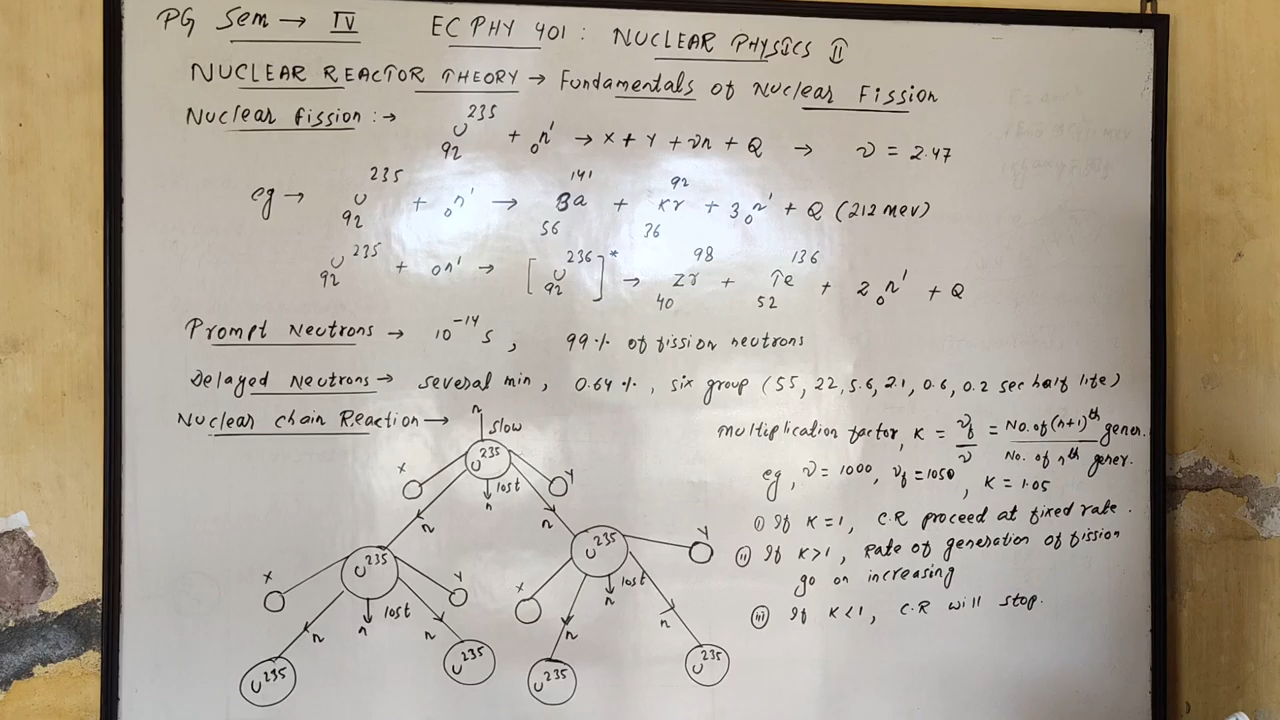 PG Sem → IV EC PHY 401 : NUCLEAR PHYSICS II
NUCLEAR REACTOR THEORY → Fundamentals of Nuclear Fission
Nuclear fission :→ ₉₂U²³⁵ + ₀n¹ → X + Y + νn + Q → ν = 2.47
eg → ₉₂U²³⁵ + ₀n¹ → ₅₆Ba¹⁴¹ + ₃₆Kr⁹² + 3₀n¹ + Q (212 mev)
₉₂U²³⁵ + ₀n¹ → [₉₂U²³⁶]* → ₄₀Zr⁹⁸ + ₅₂Te¹³⁶ + 2₀n¹ + Q
Prompt Neutrons → 10⁻¹⁴ s, 99% of fission neutrons
Delayed Neutrons → several min, 0.64%, six group (55, 22, 5.6, 2.1, 0.6, 0.2 sec half life)
Nuclear chain Reaction →
n
slow
U²³⁵
X
Y
lost
n
n
n
U²³⁵
X
Y
lost
n
n
n
U²³⁵
X
Y
lost
n
n
n
U²³⁵
U²³⁵
U²³⁵
U²³⁵
multiplication factor, K = νf/ν = No. of (n+1)th gener. / No. of nth gener.
eg, ν = 1000, νf = 1050, K = 1.05
i) If K = 1, C.R proceed at fixed rate.
ii) If K > 1, Rate of generation of fission
go on increasing
iii) If K < 1, C.R will stop.